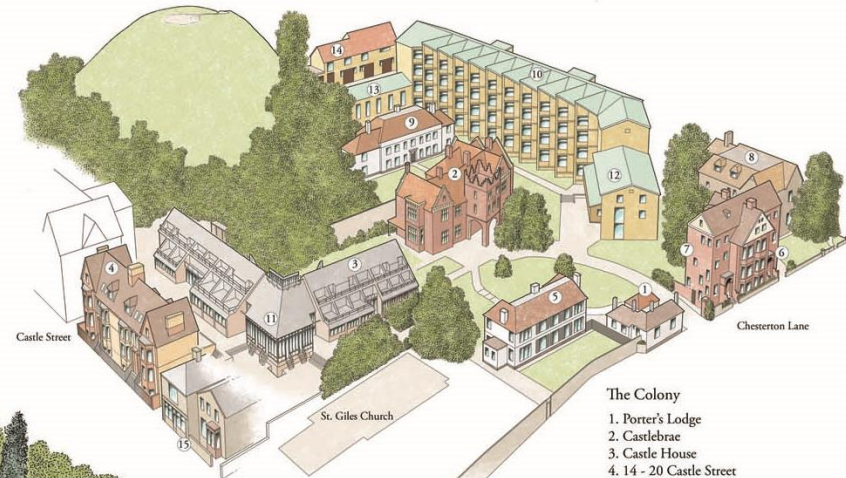 14
10
13
9
2
12
8
3
4
7
6
11
5
1
Castle Street
Chesterton Lane
St. Giles Church
15
The Colony
1. Porter's Lodge
2. Castlebrae
3. Castle House
4. 14 - 20 Castle Street